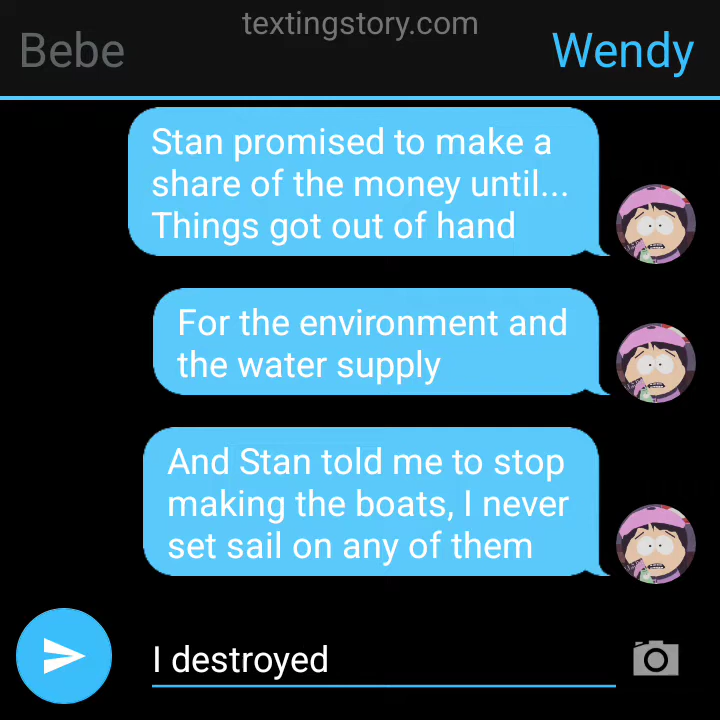 textingstory.com
Bebe
Wendy
Stan promised to make a
share of the money until...
Things got out of hand
For the environment and
the water supply
And Stan told me to stop
making the boats, I never
set sail on any of them
I destroyed